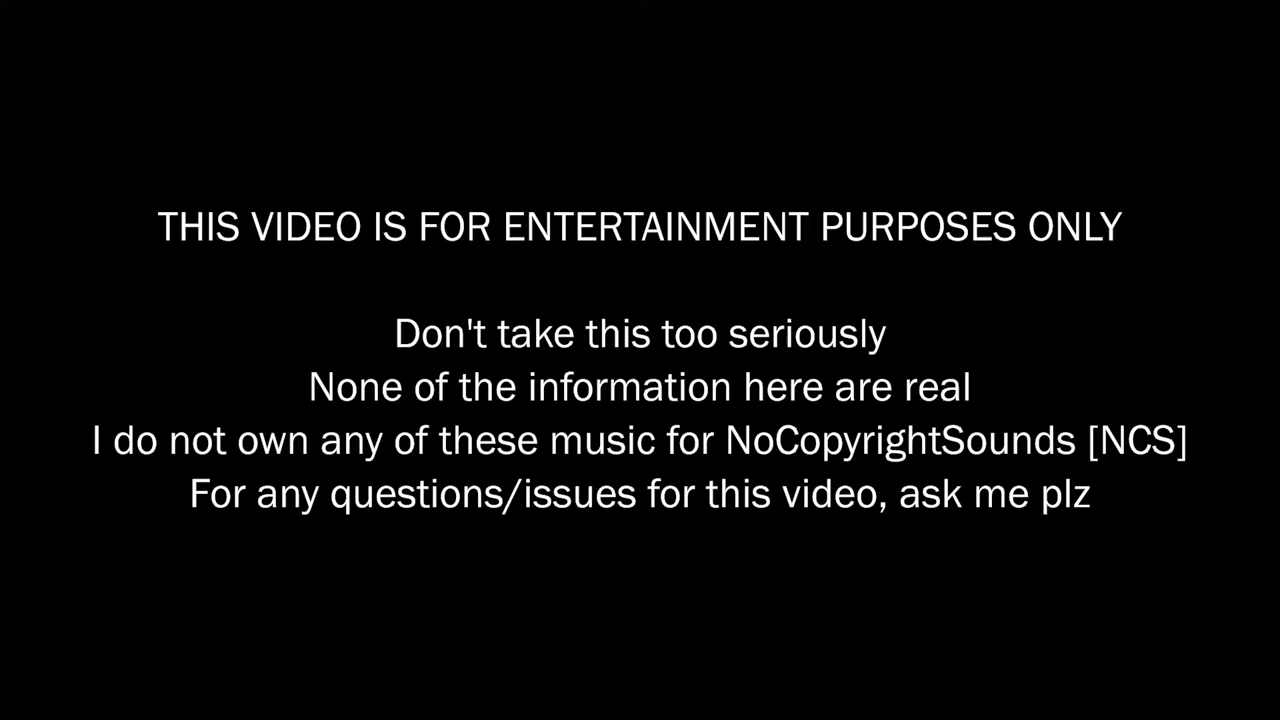 THIS VIDEO IS FOR ENTERTAINMENT PURPOSES ONLY
Don't take this too seriously
None of the information here are real
I do not own any of these music for NoCopyrightSounds [NCS]
For any questions/issues for this video, ask me plz